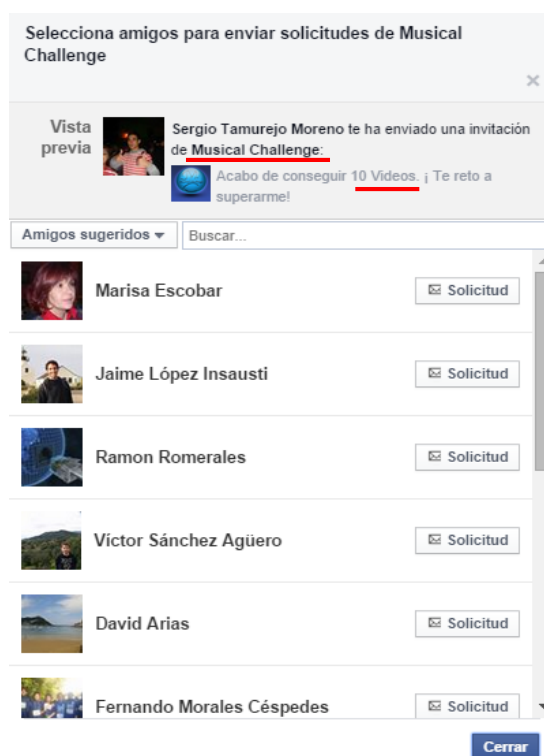 Selecciona amigos para enviar solicitudes de Musical
Challenge
Vista
previa
Sergio Tamurejo Moreno te ha enviado una invitación
de Musical Challenge:
Acabo de conseguir 10 Videos. ¡ Te reto a
superarme!
Amigos sugeridos
Buscar...
Marisa Escobar
Solicitud
Jaime López Insausti
Solicitud
Ramon Romerales
Solicitud
Víctor Sánchez Agüero
Solicitud
David Arias
Solicitud
Fernando Morales Céspedes
Solicitud
Cerrar